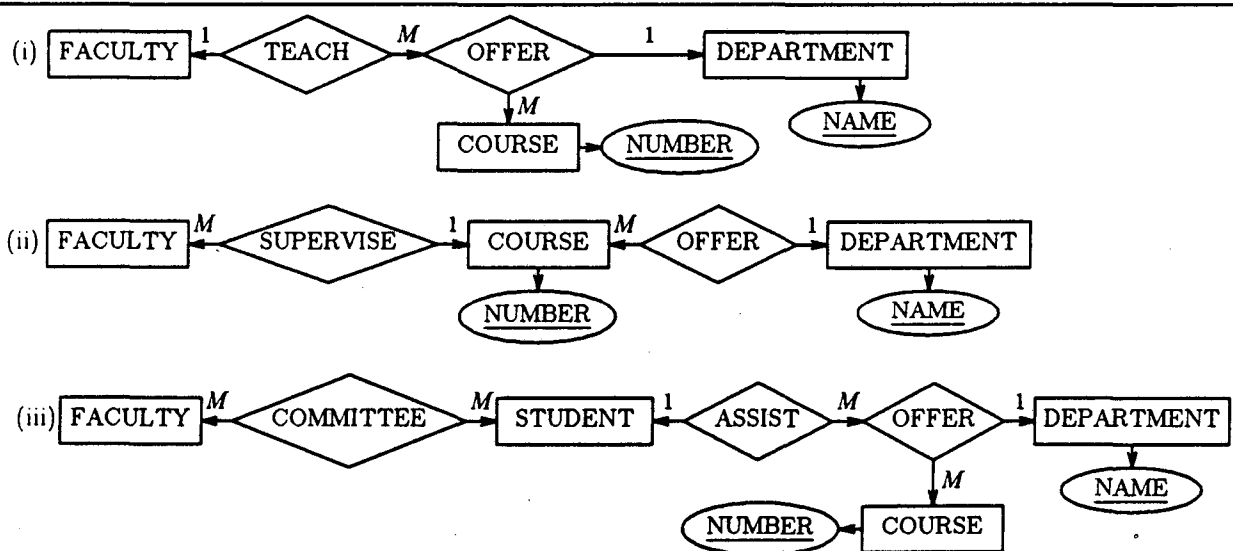 1 M 1
(i) FACULTY TEACH OFFER DEPARTMENT
M
NAME
COURSE NUMBER
M 1 M 1
(ii) FACULTY SUPERVISE COURSE OFFER DEPARTMENT
NUMBER NAME
M M 1 M 1
(iii) FACULTY COMMITTEE STUDENT ASSIST OFFER DEPARTMENT
M NAME
NUMBER COURSE